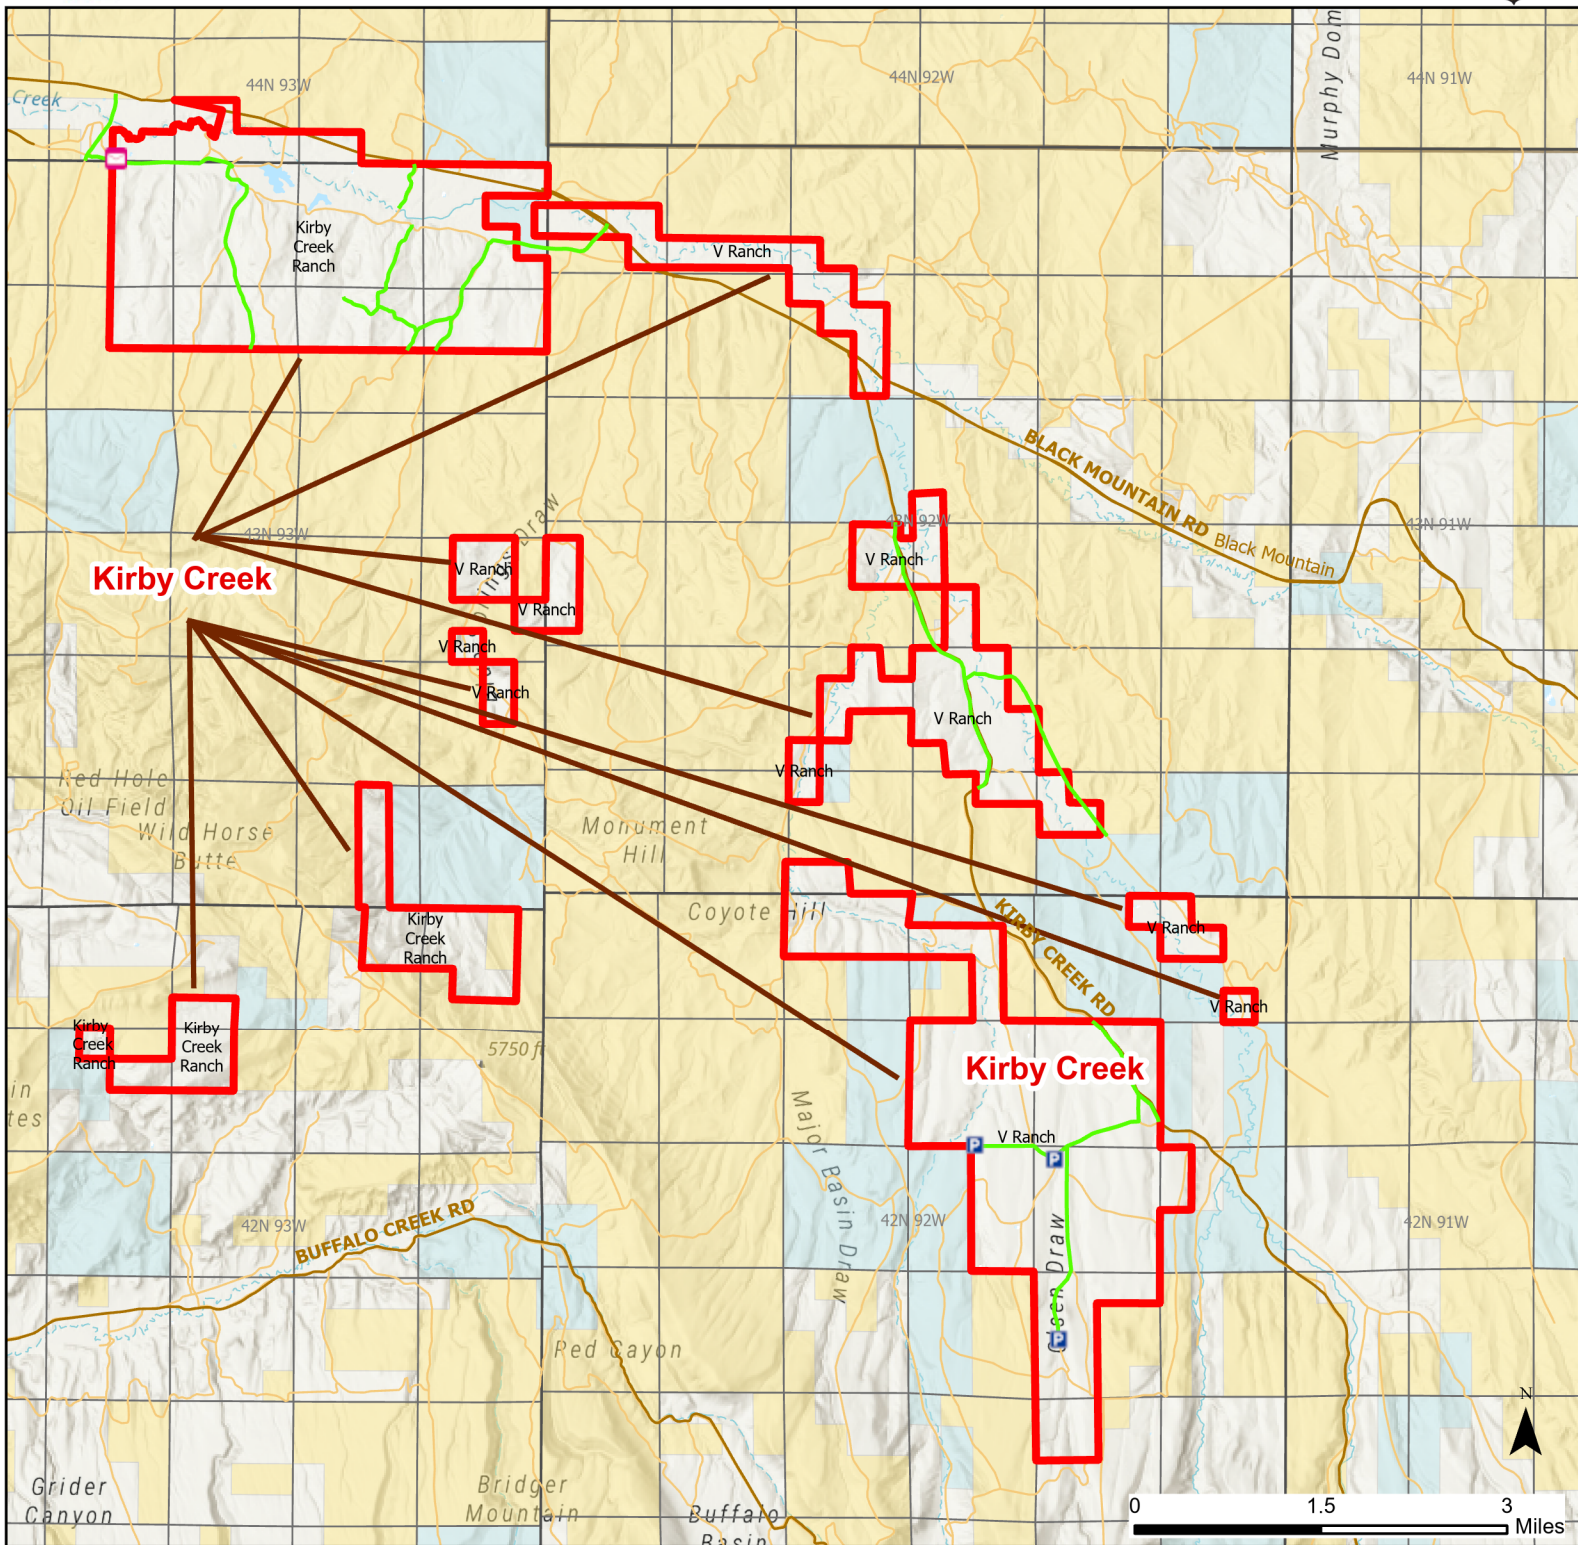 44N 93W
44N 92W
44N 91W
Murphy Dom
Creek
Kirby
Creek
Ranch
V Ranch
BLACK MOUNTAIN RD
Black Mountain
43N 93W
43N 92W
43N 91W
V Ranch
V Ranch
V Ranch
Kirby Creek
V Ranch
V Ranch
V Ranch
V Ranch
Red Hole
Oil Field
Wild Horse
Butte
Monument
Hill
Coyote Hill
Kirby
Creek
Ranch
V Ranch
KIRBY CREEK RD
V Ranch
Kirby
Creek
Ranch
Kirby
Creek
Ranch
5750 ft
in
tes
Kirby Creek
V Ranch
P
P
Major Basin Draw
42N 93W
42N 92W
42N 91W
BUFFALO CREEK RD
Draw
P
Red Cayon
Grider
Canyon
Bridger
Mountain
Buffalo
Basin
N
0 1.5 3
Miles